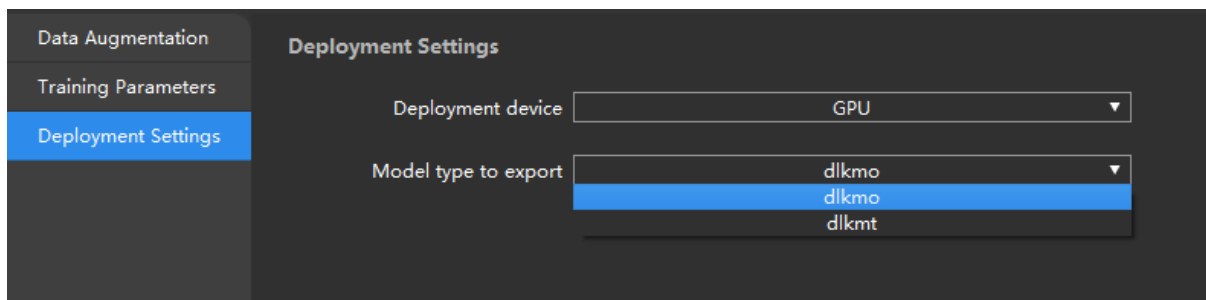 Data Augmentation
Training Parameters
Deployment Settings
Deployment Settings
Deployment device GPU
Model type to export dlkmo
dlkmo
dlkmt